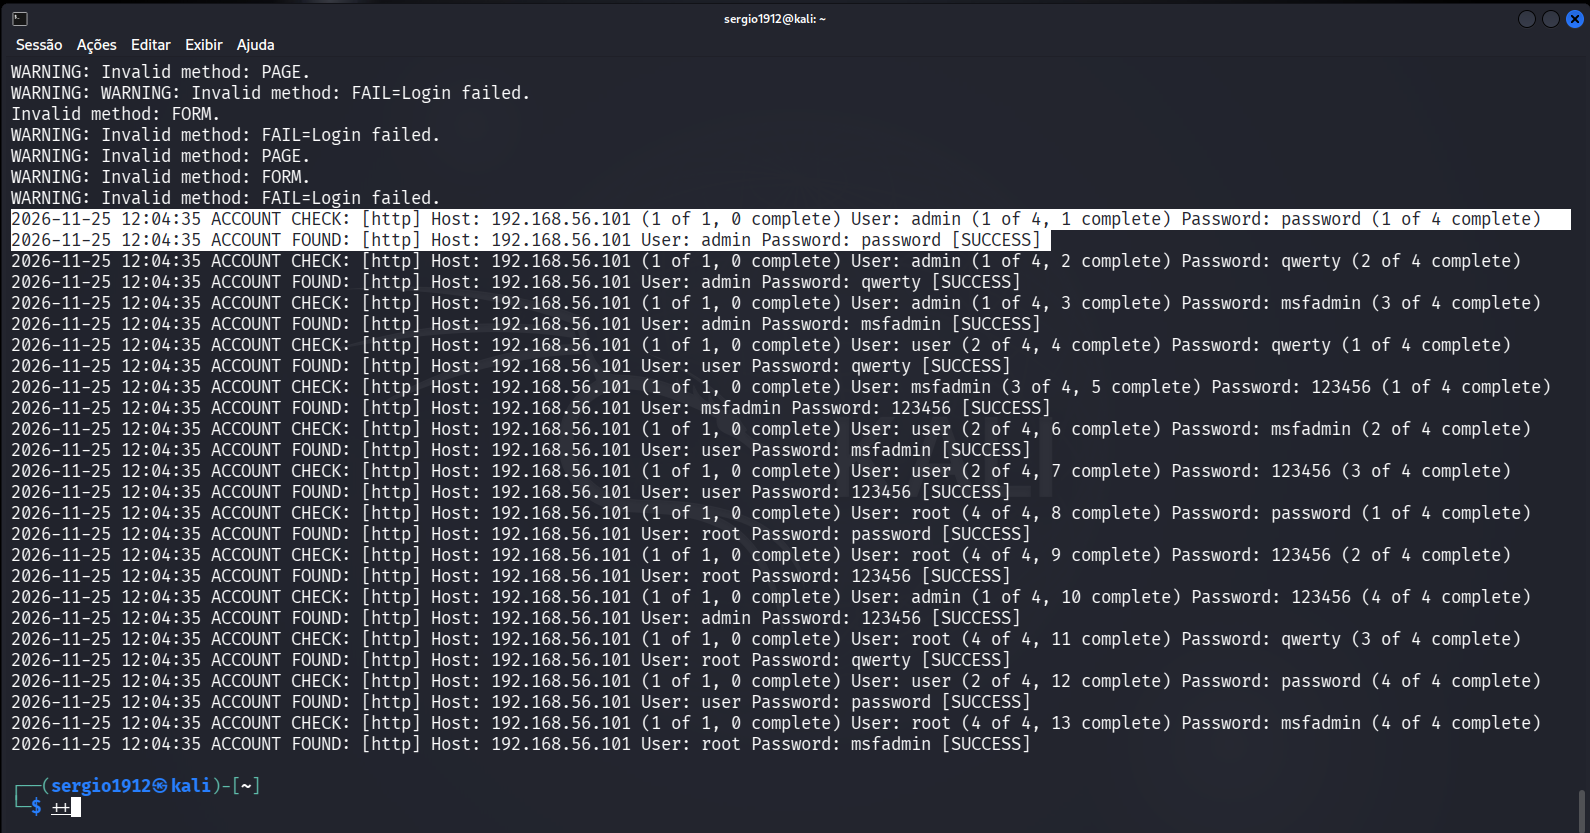 sergio1912@kali: ~
Sessão Ações Editar Exibir Ajuda
WARNING: Invalid method: PAGE.
WARNING: WARNING: Invalid method: FAIL=Login failed.
Invalid method: FORM.
WARNING: Invalid method: FAIL=Login failed.
WARNING: Invalid method: PAGE.
WARNING: Invalid method: FORM.
WARNING: Invalid method: FAIL=Login failed.
2026-11-25 12:04:35 ACCOUNT CHECK: [http] Host: 192.168.56.101 (1 of 1, 0 complete) User: admin (1 of 4, 1 complete) Password: password (1 of 4 complete)
2026-11-25 12:04:35 ACCOUNT FOUND: [http] Host: 192.168.56.101 User: admin Password: password [SUCCESS]
2026-11-25 12:04:35 ACCOUNT CHECK: [http] Host: 192.168.56.101 (1 of 1, 0 complete) User: admin (1 of 4, 2 complete) Password: qwerty (2 of 4 complete)
2026-11-25 12:04:35 ACCOUNT FOUND: [http] Host: 192.168.56.101 User: admin Password: qwerty [SUCCESS]
2026-11-25 12:04:35 ACCOUNT CHECK: [http] Host: 192.168.56.101 (1 of 1, 0 complete) User: admin (1 of 4, 3 complete) Password: msfadmin (3 of 4 complete)
2026-11-25 12:04:35 ACCOUNT FOUND: [http] Host: 192.168.56.101 User: admin Password: msfadmin [SUCCESS]
2026-11-25 12:04:35 ACCOUNT CHECK: [http] Host: 192.168.56.101 (1 of 1, 0 complete) User: user (2 of 4, 4 complete) Password: qwerty (1 of 4 complete)
2026-11-25 12:04:35 ACCOUNT FOUND: [http] Host: 192.168.56.101 User: user Password: qwerty [SUCCESS]
2026-11-25 12:04:35 ACCOUNT CHECK: [http] Host: 192.168.56.101 (1 of 1, 0 complete) User: msfadmin (3 of 4, 5 complete) Password: 123456 (1 of 4 complete)
2026-11-25 12:04:35 ACCOUNT FOUND: [http] Host: 192.168.56.101 User: msfadmin Password: 123456 [SUCCESS]
2026-11-25 12:04:35 ACCOUNT CHECK: [http] Host: 192.168.56.101 (1 of 1, 0 complete) User: user (2 of 4, 6 complete) Password: msfadmin (2 of 4 complete)
2026-11-25 12:04:35 ACCOUNT FOUND: [http] Host: 192.168.56.101 User: user Password: msfadmin [SUCCESS]
2026-11-25 12:04:35 ACCOUNT CHECK: [http] Host: 192.168.56.101 (1 of 1, 0 complete) User: user (2 of 4, 7 complete) Password: 123456 (3 of 4 complete)
2026-11-25 12:04:35 ACCOUNT FOUND: [http] Host: 192.168.56.101 User: user Password: 123456 [SUCCESS]
2026-11-25 12:04:35 ACCOUNT CHECK: [http] Host: 192.168.56.101 (1 of 1, 0 complete) User: root (4 of 4, 8 complete) Password: password (1 of 4 complete)
2026-11-25 12:04:35 ACCOUNT FOUND: [http] Host: 192.168.56.101 User: root Password: password [SUCCESS]
2026-11-25 12:04:35 ACCOUNT CHECK: [http] Host: 192.168.56.101 (1 of 1, 0 complete) User: root (4 of 4, 9 complete) Password: 123456 (2 of 4 complete)
2026-11-25 12:04:35 ACCOUNT FOUND: [http] Host: 192.168.56.101 User: root Password: 123456 [SUCCESS]
2026-11-25 12:04:35 ACCOUNT CHECK: [http] Host: 192.168.56.101 (1 of 1, 0 complete) User: admin (1 of 4, 10 complete) Password: 123456 (4 of 4 complete)
2026-11-25 12:04:35 ACCOUNT FOUND: [http] Host: 192.168.56.101 User: admin Password: 123456 [SUCCESS]
2026-11-25 12:04:35 ACCOUNT CHECK: [http] Host: 192.168.56.101 (1 of 1, 0 complete) User: root (4 of 4, 11 complete) Password: qwerty (3 of 4 complete)
2026-11-25 12:04:35 ACCOUNT FOUND: [http] Host: 192.168.56.101 User: root Password: qwerty [SUCCESS]
2026-11-25 12:04:35 ACCOUNT CHECK: [http] Host: 192.168.56.101 (1 of 1, 0 complete) User: user (2 of 4, 12 complete) Password: password (4 of 4 complete)
2026-11-25 12:04:35 ACCOUNT FOUND: [http] Host: 192.168.56.101 User: user Password: password [SUCCESS]
2026-11-25 12:04:35 ACCOUNT CHECK: [http] Host: 192.168.56.101 (1 of 1, 0 complete) User: root (4 of 4, 13 complete) Password: msfadmin (4 of 4 complete)
2026-11-25 12:04:35 ACCOUNT FOUND: [http] Host: 192.168.56.101 User: root Password: msfadmin [SUCCESS]
┌──(sergio1912㉿kali)-[~]
└─$ ++